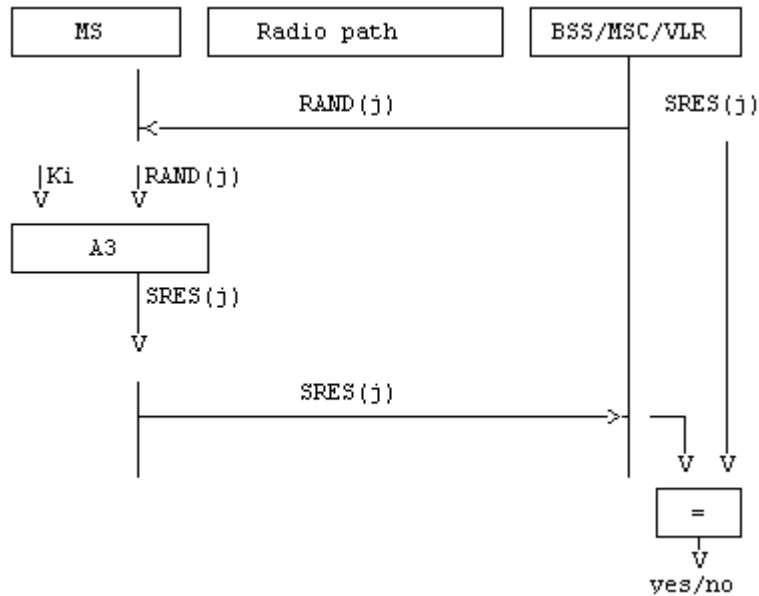 MS Radio path BSS/MSC/VLR
RAND(j) SRES(j)
Ki RAND(j)
A3
SRES(j)
SRES(j)
=
yes/no